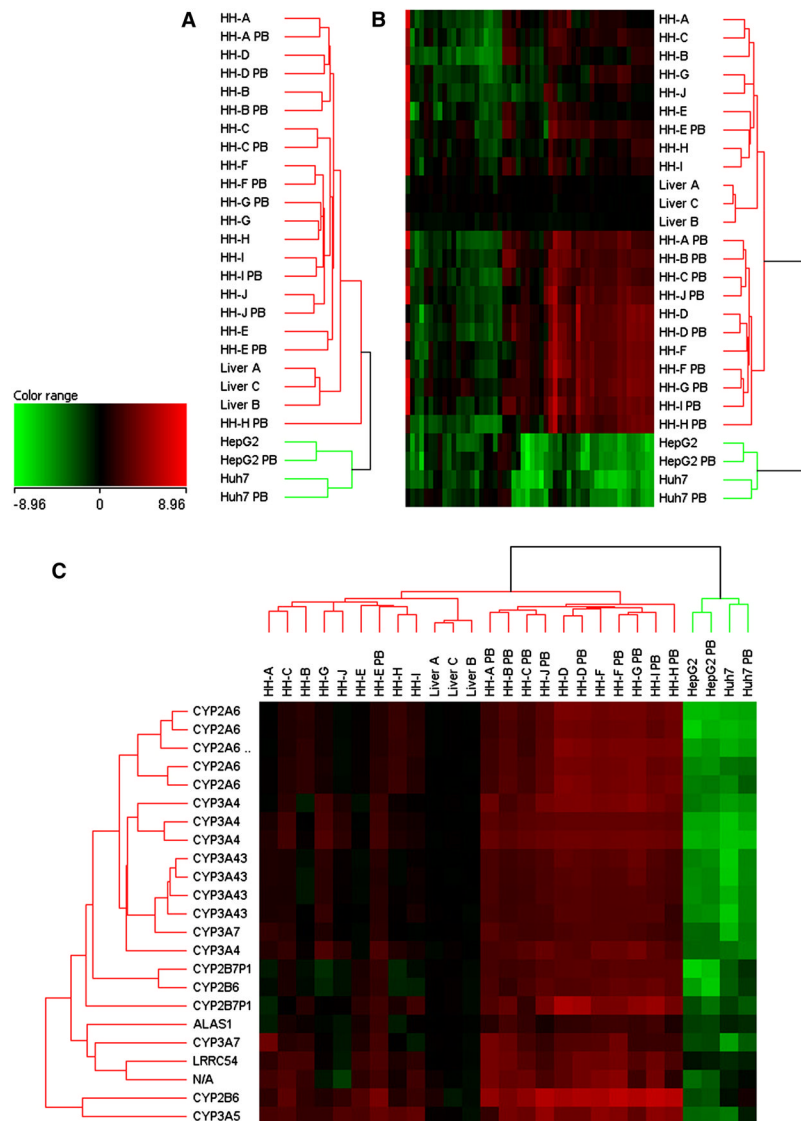 A
HH-A
HH-A PB
HH-D
HH-D PB
HH-B
HH-B PB
HH-C
HH-C PB
HH-F
HH-F PB
HH-G PB
HH-G
HH-H
HH-I
HH-I PB
HH-J
HH-J PB
HH-E
HH-E PB
Liver A
Liver C
Liver B
HH-H PB
HepG2
HepG2 PB
Huh7
Huh7 PB
Color range
-8.96 0 8.96
B
HH-A
HH-C
HH-B
HH-G
HH-J
HH-E
HH-E PB
HH-H
HH-I
Liver A
Liver C
Liver B
HH-A PB
HH-B PB
HH-C PB
HH-J PB
HH-D
HH-D PB
HH-F
HH-F PB
HH-G PB
HH-I PB
HH-H PB
HepG2
HepG2 PB
Huh7
Huh7 PB
C
HH-A
HH-C
HH-B
HH-G
HH-J
HH-E
HH-E PB
HH-H
HH-I
Liver A
Liver C
Liver B
HH-A PB
HH-B PB
HH-C PB
HH-J PB
HH-D
HH-D PB
HH-F
HH-F PB
HH-G PB
HH-I PB
HH-H PB
HepG2
HepG2 PB
Huh7
Huh7 PB
CYP2A6
CYP2A6
CYP2A6 ..
CYP2A6
CYP2A6
CYP3A4
CYP3A4
CYP3A4
CYP3A43
CYP3A43
CYP3A43
CYP3A43
CYP3A7
CYP3A4
CYP2B7P1
CYP2B6
CYP2B7P1
ALAS1
CYP3A7
LRRC54
N/A
CYP2B6
CYP3A5